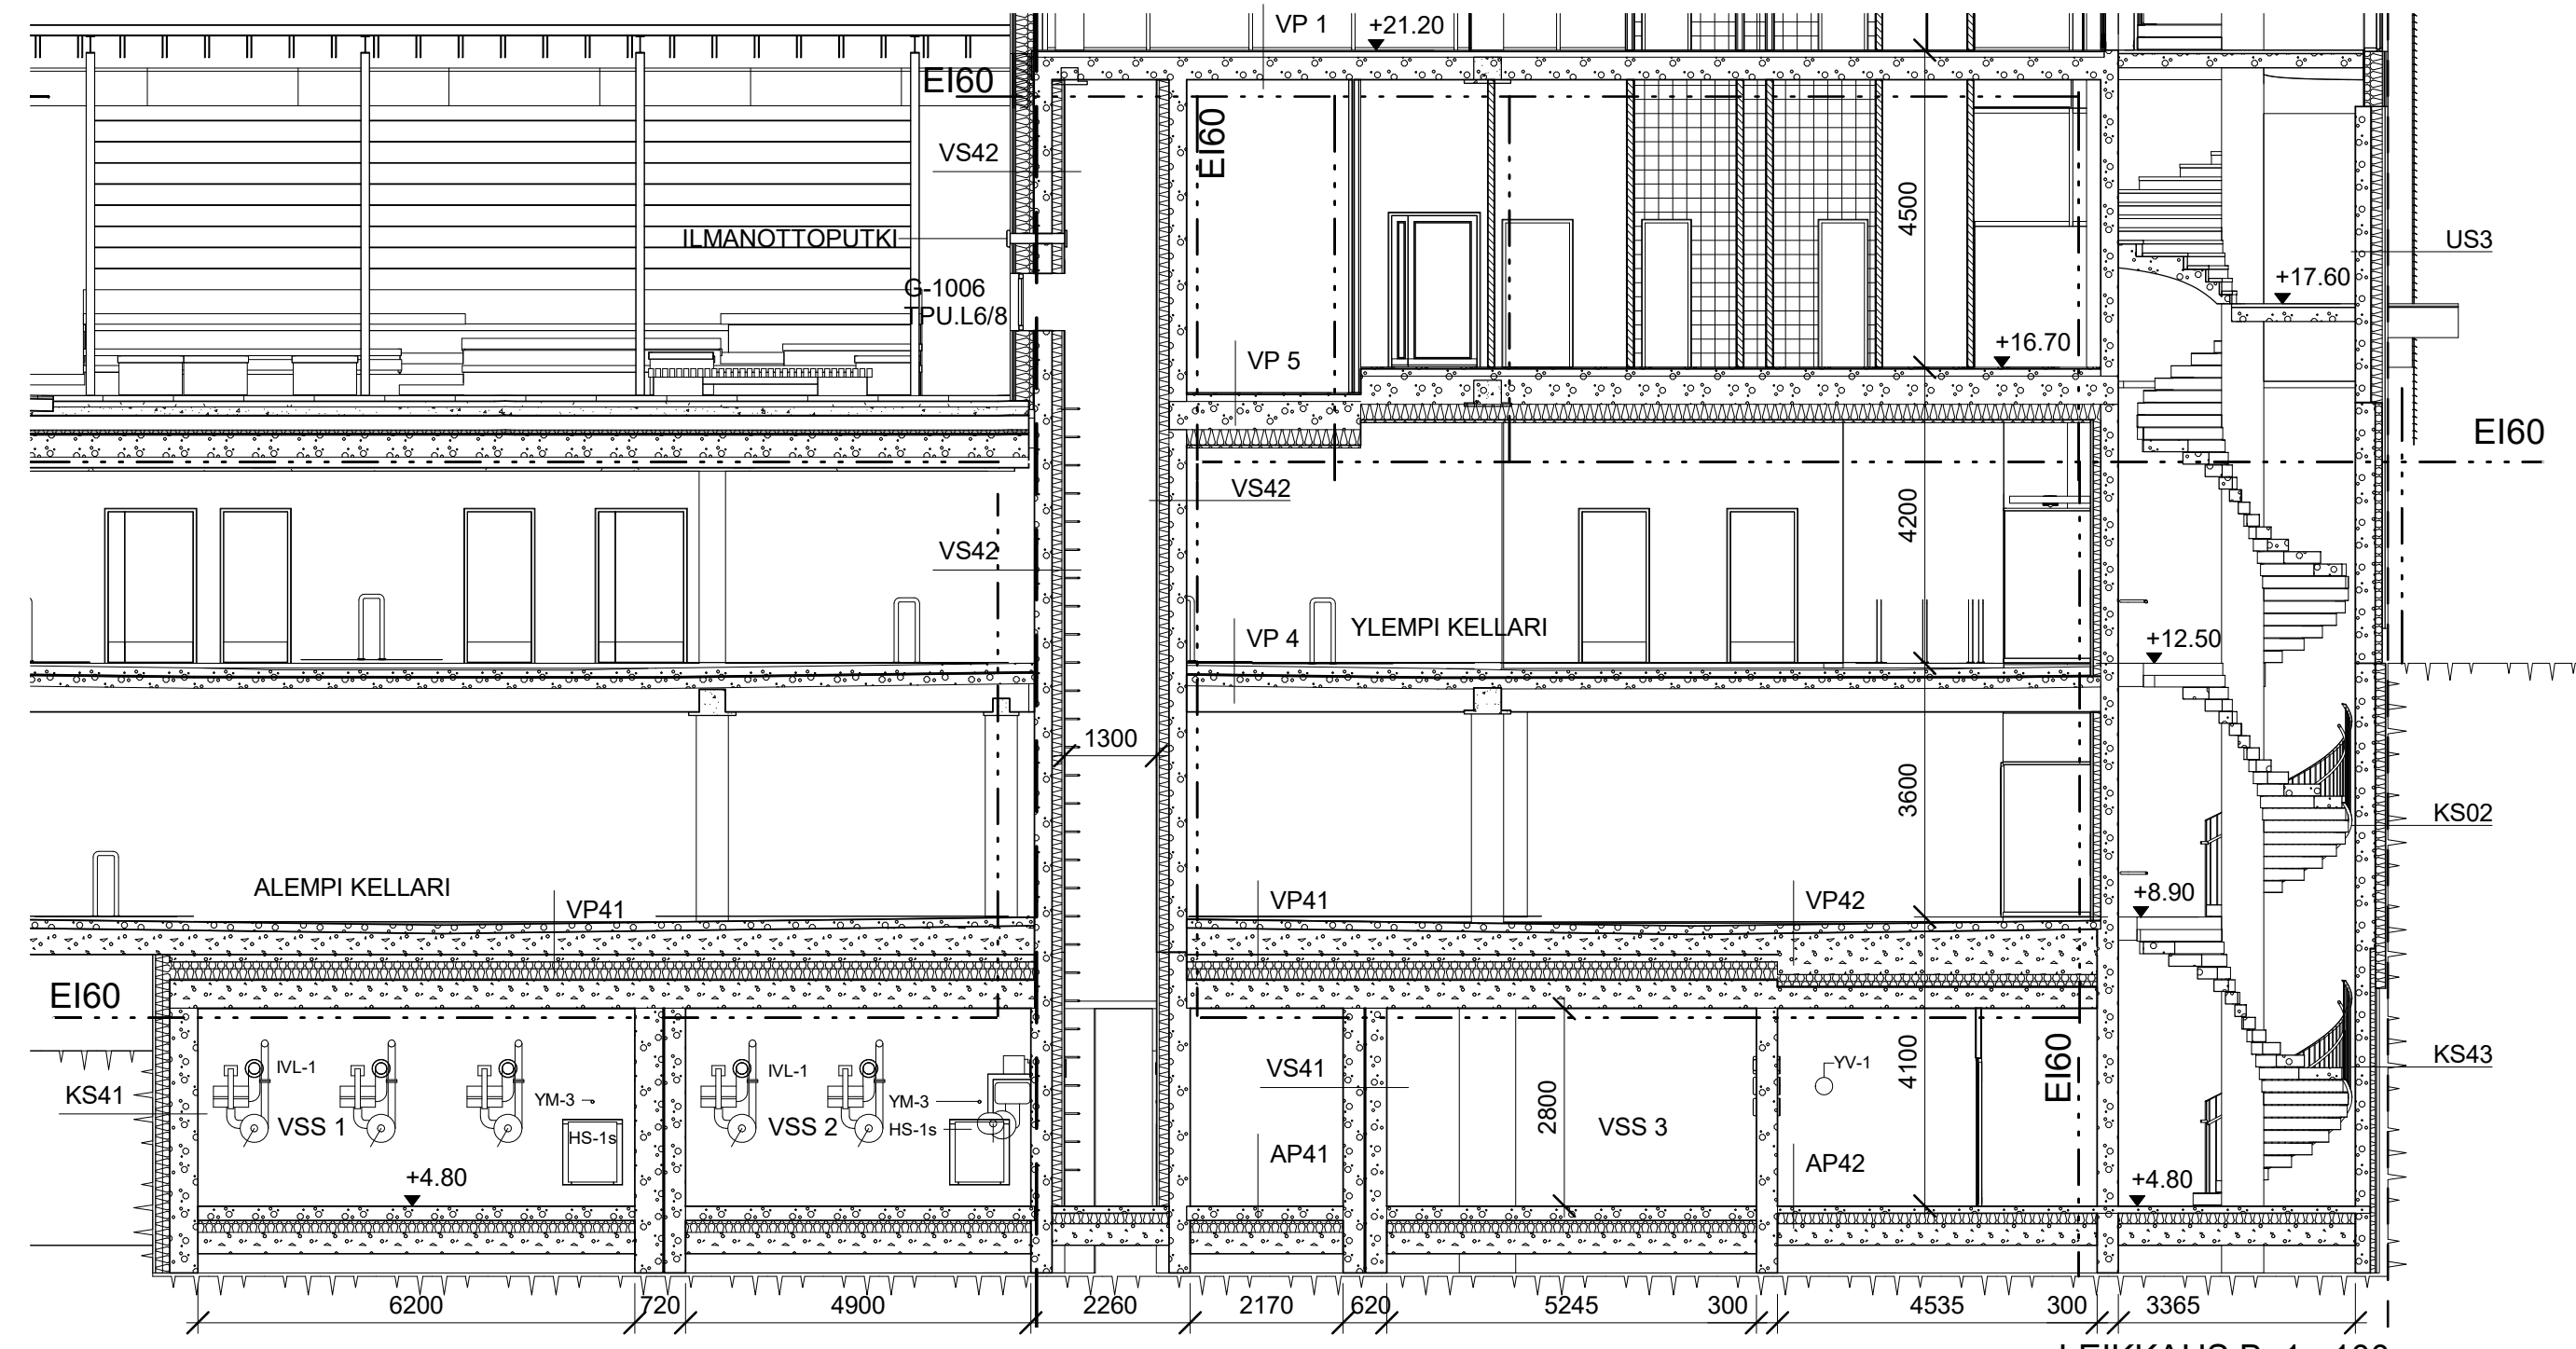 VP 1
+21.20
EI60
EI60
VS42
4500
ILMANOTTOPUTKI
US3
G-1006
TPU.L6/8
+17.60
+16.70
VP 5
EI60
VS42
4200
VS42
VP 4
YLEMPI KELLARI
+12.50
1300
3600
KS02
ALEMPI KELLARI
VP41
VP41
VP42
+8.90
EI60
KS41
IVL-1
VSS 1
YM-3
HS-1s
IVL-1
VSS 2
YM-3
HS-1s
VS41
2800
VSS 3
YV-1
4100
EI60
KS43
AP41
AP42
+4.80
+4.80
6200
720
4900
2260
2170
620
5245
300
4535
300
3365